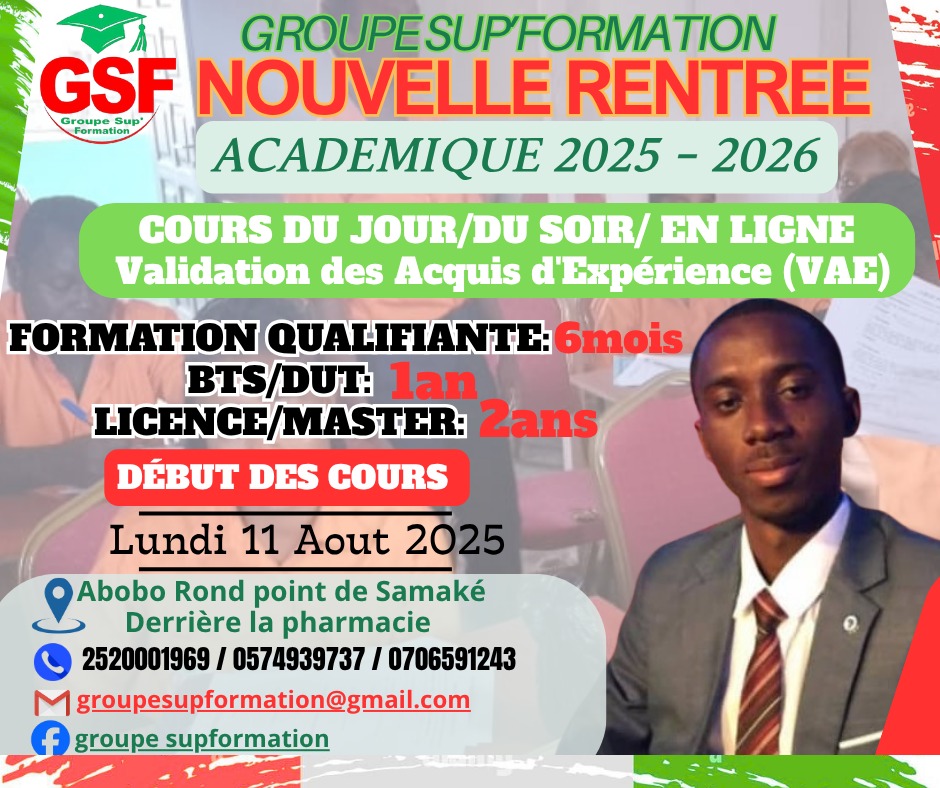 GSF
Groupe Sup'
Formation
GROUPE SUP'FORMATION
NOUVELLE RENTREE
ACADEMIQUE 2025 - 2026
COURS DU JOUR/DU SOIR/ EN LIGNE
Validation des Acquis d'Expérience (VAE)
FORMATION QUALIFIANTE: 6mois
BTS/DUT: 1an
LICENCE/MASTER: 2ans
DÉBUT DES COURS
Lundi 11 Aout 2025
Abobo Rond point de Samaké
Derrière la pharmacie
2520001969 / 0574939737 / 0706591243
groupesupformation@gmail.com
groupe supformation